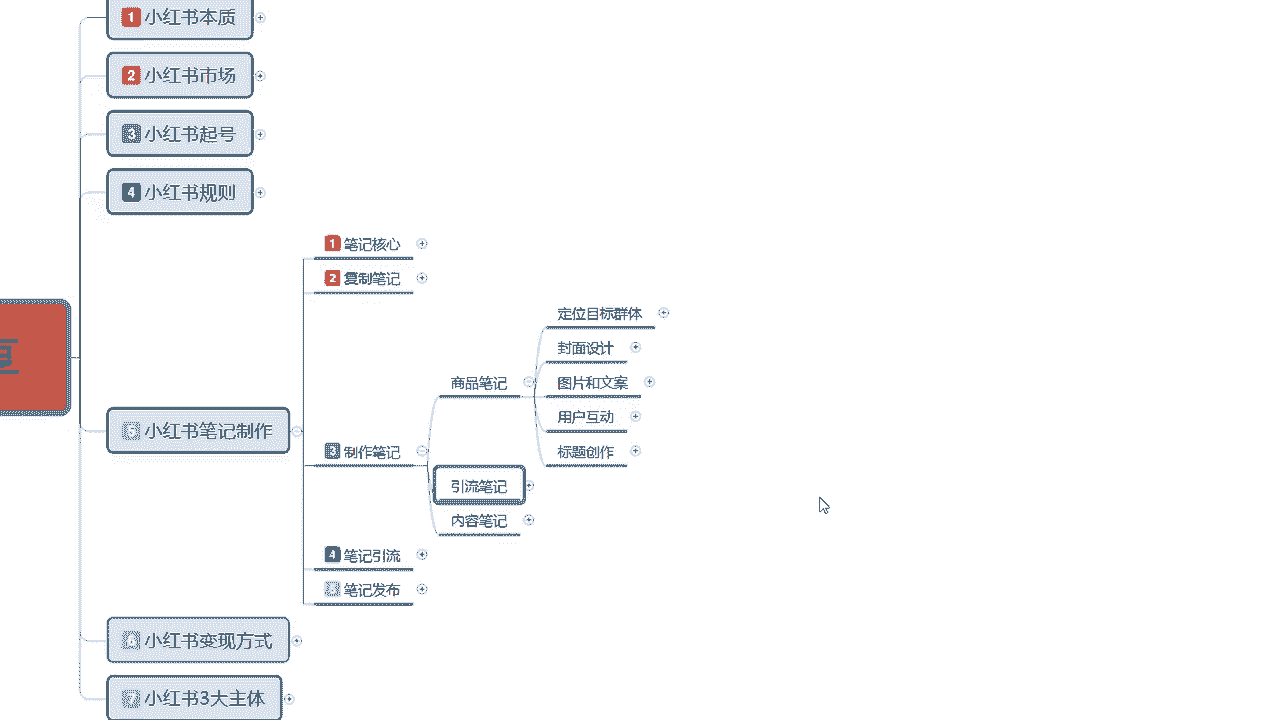 1 小红书本质
2 小红书市场
3 小红书起号
4 小红书规则
5 小红书笔记制作
1 笔记核心
2 复制笔记
3 制作笔记
商品笔记
定位目标群体
封面设计
图片和文案
用户互动
标题创作
引流笔记
内容笔记
4 笔记引流
5 笔记发布
6 小红书变现方式
7 小红书3大主体